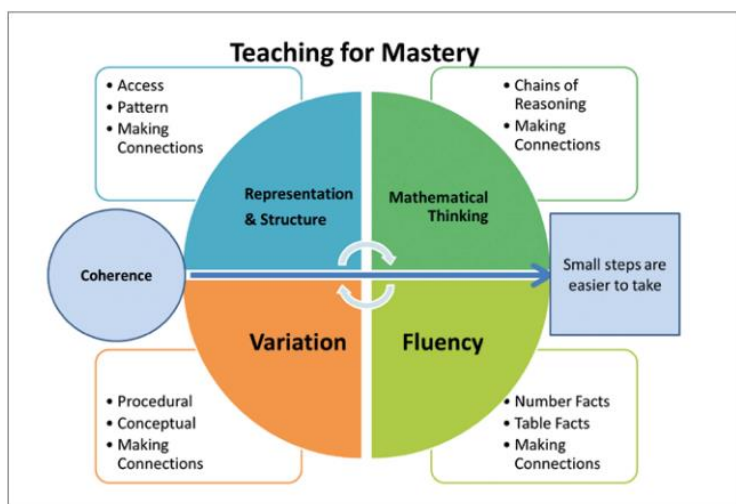 Teaching for Mastery
• Access
• Pattern
• Making
Connections
• Chains of
Reasoning
• Making
Connections
Representation
& Structure
Mathematical
Thinking
Coherence
Small steps are
easier to take
Variation
Fluency
• Procedural
• Conceptual
• Making
Connections
• Number Facts
• Table Facts
• Making
Connections